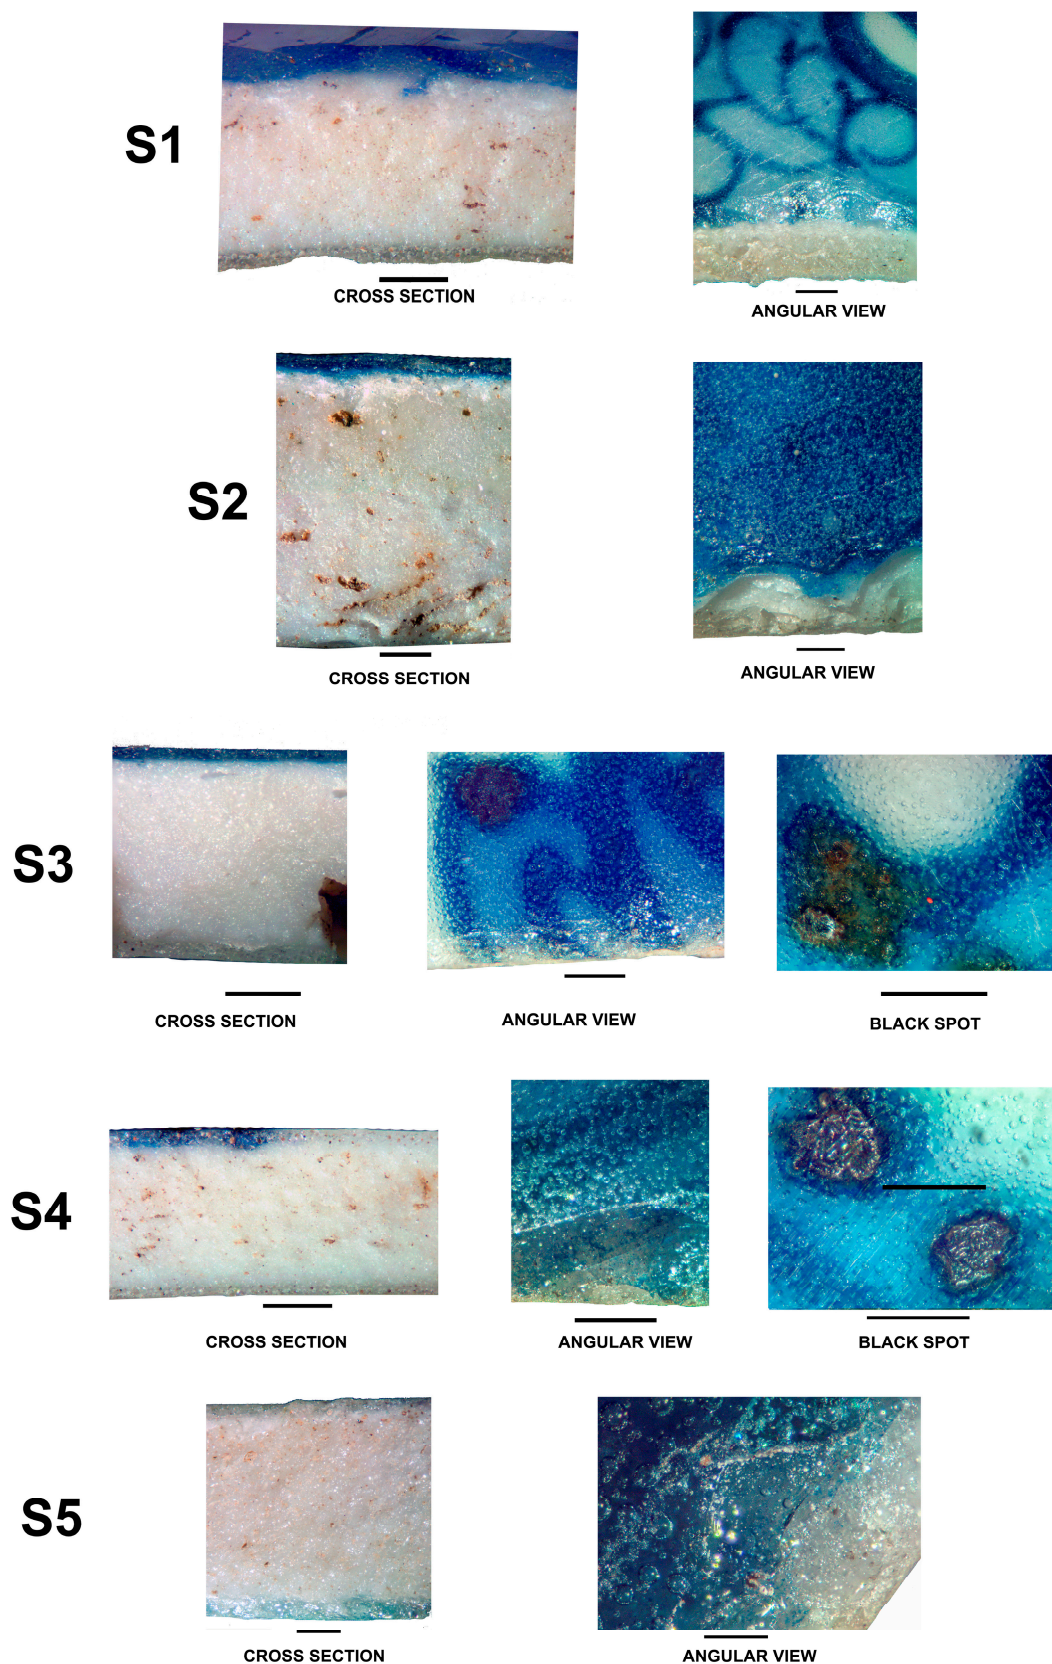 S1
CROSS SECTION
ANGULAR VIEW
S2
CROSS SECTION
ANGULAR VIEW
S3
CROSS SECTION
ANGULAR VIEW
BLACK SPOT
S4
CROSS SECTION
ANGULAR VIEW
BLACK SPOT
S5
CROSS SECTION
ANGULAR VIEW